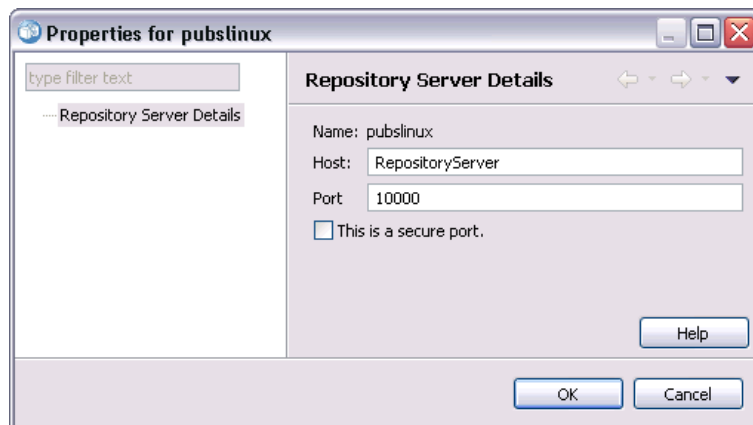 Properties for pubslinux
type filter text
Repository Server Details
Repository Server Details
Name: pubslinux
Host: RepositoryServer
Port 10000
This is a secure port.
Help
OK Cancel